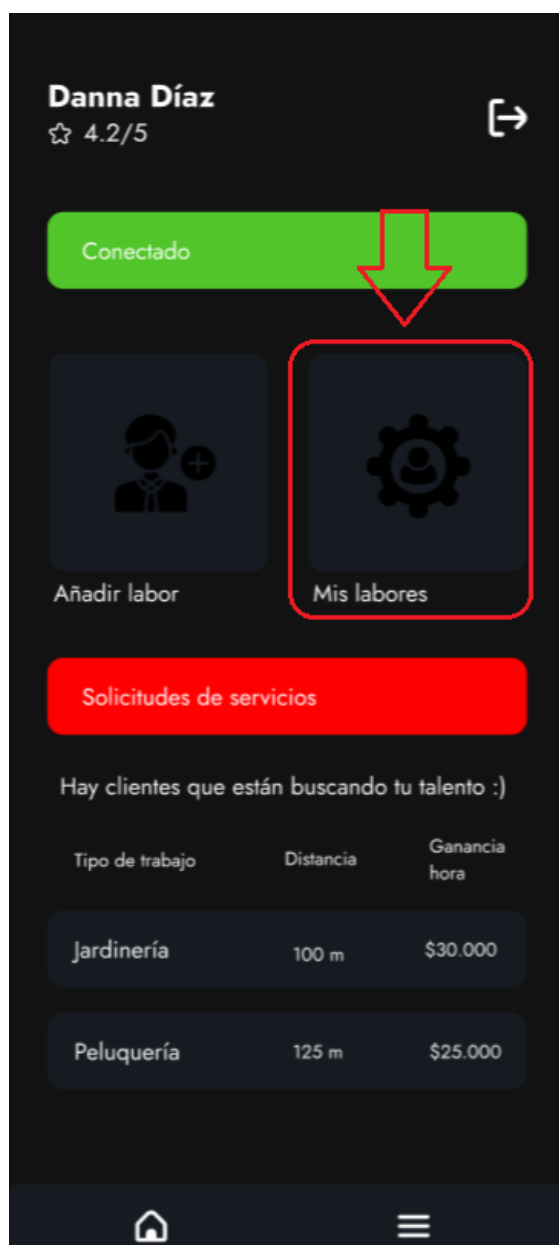 Danna Díaz
4.2/5
Conectado
Añadir labor
Mis labores
Solicitudes de servicios
Hay clientes que están buscando tu talento :)
Tipo de trabajo Distancia Ganancia hora
Jardinería 100 m $30.000
Peluquería 125 m $25.000